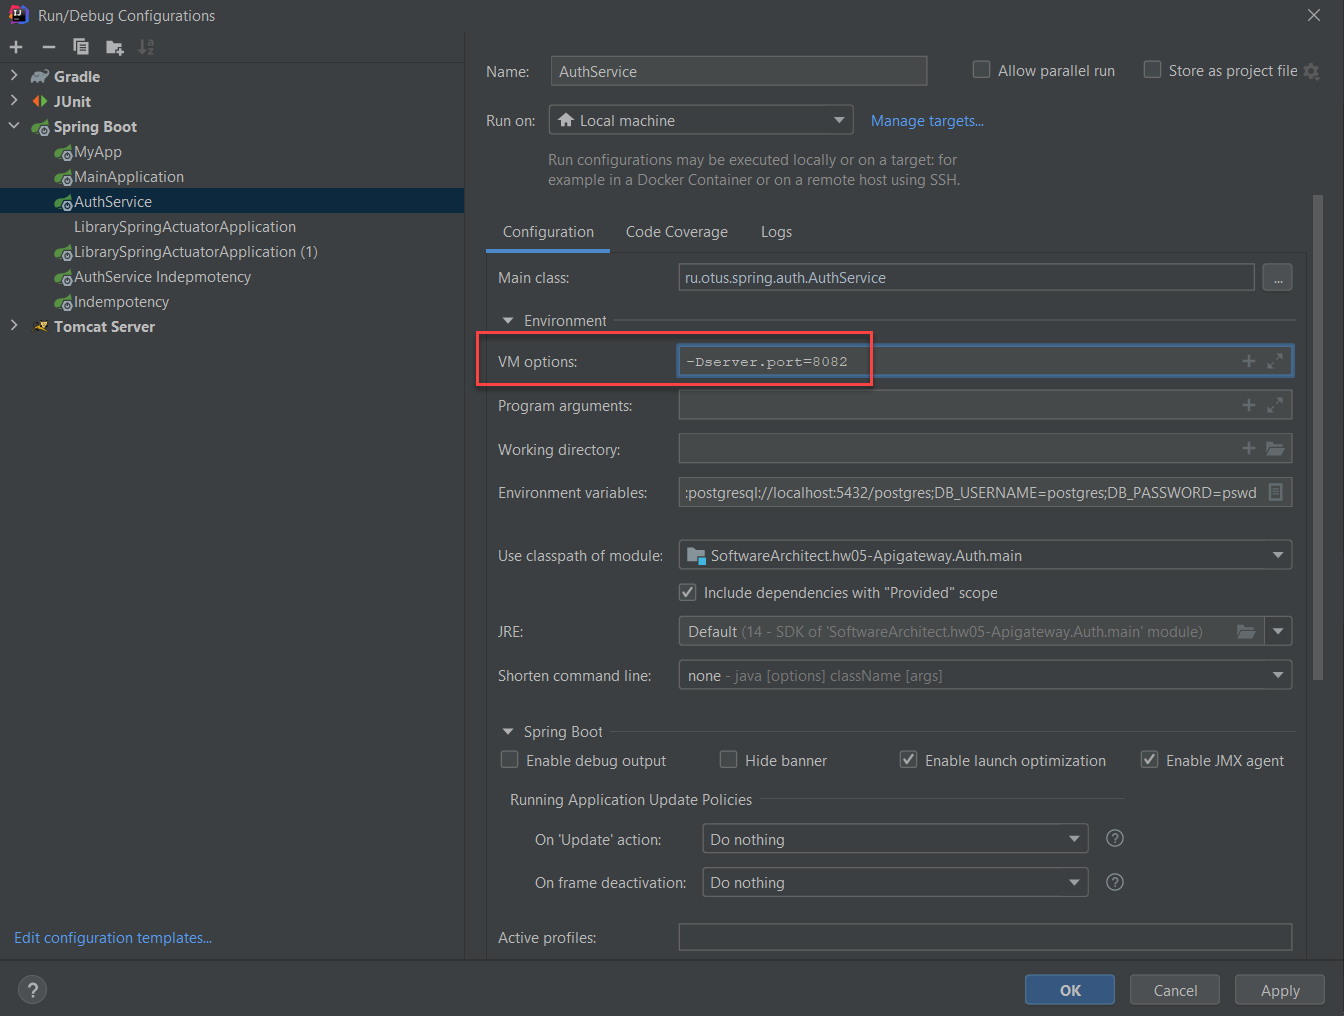 Run/Debug Configurations
Gradle
JUnit
Spring Boot
MyApp
MainApplication
AuthService
LibrarySpringActuatorApplication
LibrarySpringActuatorApplication (1)
AuthService Indepmotency
Indempotency
Tomcat Server
Edit configuration templates...
Name: AuthService Allow parallel run Store as project file
Run on: Local machine Manage targets...
Run configurations may be executed locally or on a target: for
example in a Docker Container or on a remote host using SSH.
Configuration Code Coverage Logs
Main class: ru.otus.spring.auth.AuthService ...
Environment
VM options: -Dserver.port=8082
Program arguments:
Working directory:
Environment variables: :postgresql://localhost:5432/postgres;DB_USERNAME=postgres;DB_PASSWORD=pswd
Use classpath of module: SoftwareArchitect.hw05-Apigateway.Auth.main
Include dependencies with "Provided" scope
JRE: Default (14 - SDK of 'SoftwareArchitect.hw05-Apigateway.Auth.main' module)
Shorten command line: none - java [options] className [args]
Spring Boot
Enable debug output Hide banner Enable launch optimization Enable JMX agent
Running Application Update Policies
On 'Update' action: Do nothing ?
On frame deactivation: Do nothing ?
Active profiles:
? OK Cancel Apply